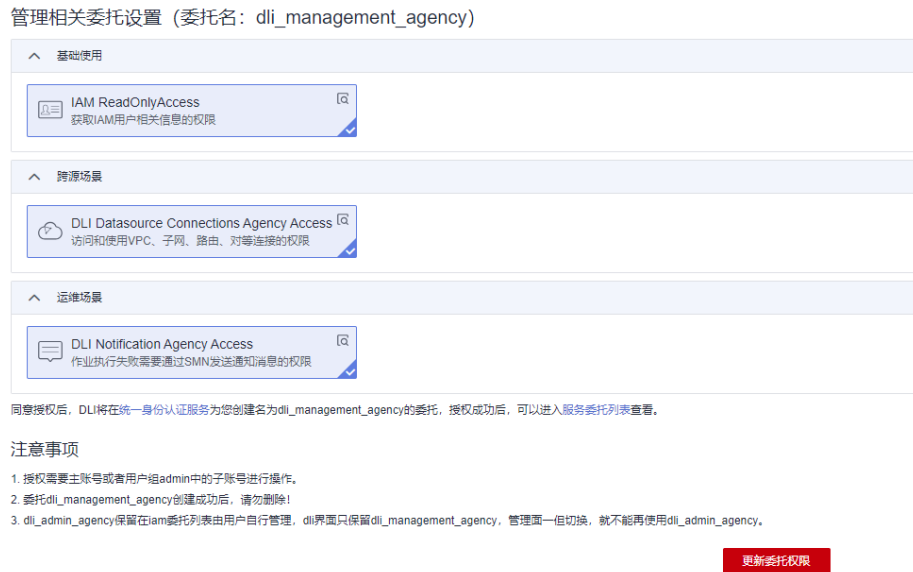 管理相关委托设置（委托名：dli_management_agency）
基础使用
IAM ReadOnlyAccess
获取IAM用户相关信息的权限
跨源场景
DLI Datasource Connections Agency Access
访问和使用VPC、子网、路由、对等连接的权限
运维场景
DLI Notification Agency Access
作业执行失败需要通过SMN发送通知消息的权限
同意授权后，DLI将在统一身份认证服务为您创建名为dli_management_agency的委托，授权成功后，可以进入服务委托列表查看。
注意事项
1. 授权需要主账号或者用户组admin中的子账号进行操作。
2. 委托dli_management_agency创建成功后，请勿删除！
3. dli_admin_agency保留在iam委托列表由用户自行管理，dli界面只保留dli_management_agency，管理面一但切换，就不能再使用dli_admin_agency。
更新委托权限